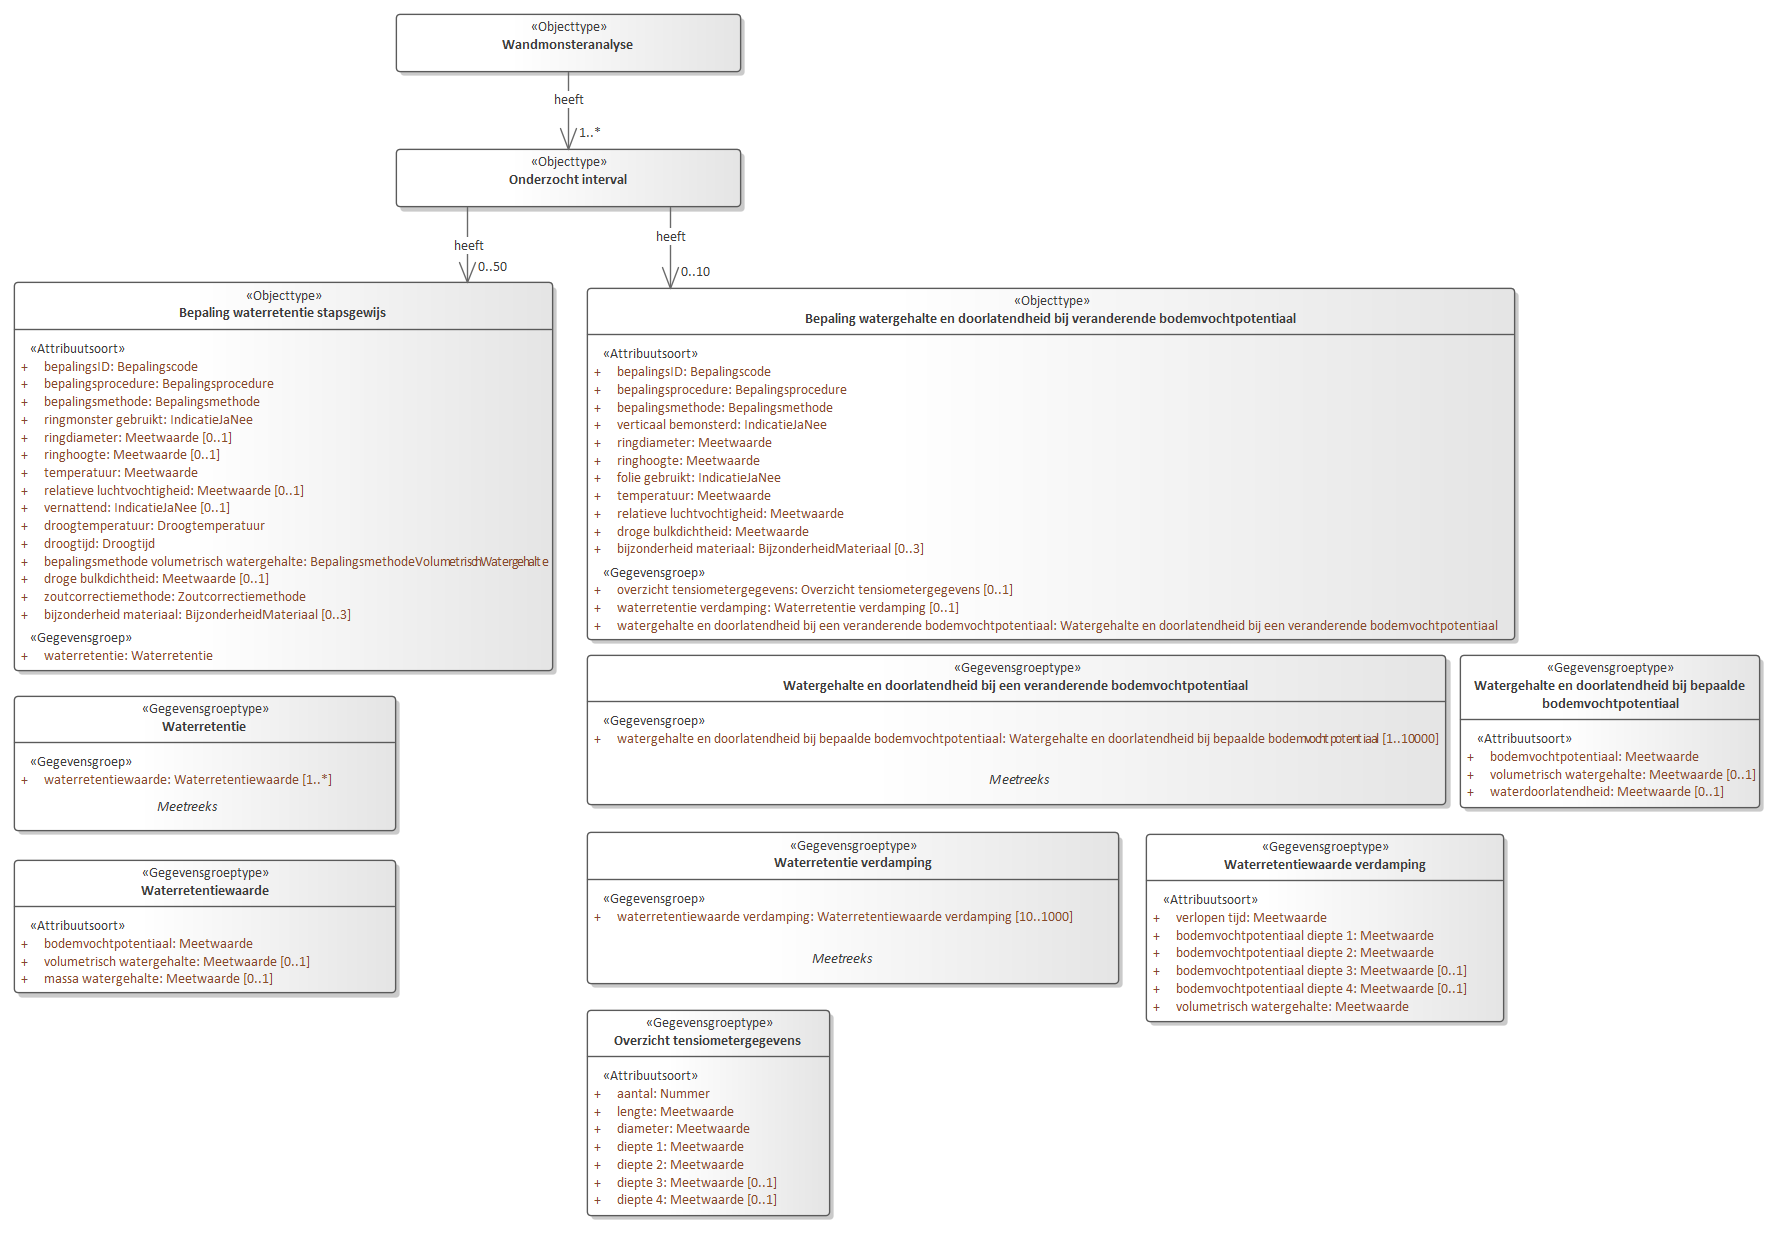 «Objecttype»
Wandmonsteranalyse
heeft
1..*
«Objecttype»
Onderzocht interval
heeft
0..50
heeft
0..10
«Objecttype»
Bepaling waterretentie stapsgewijs
«Attribuutsoort»
+ bepalingsID: Bepalingscode
+ bepalingsprocedure: Bepalingsprocedure
+ bepalingsmethode: Bepalingsmethode
+ ringmonster gebruikt: IndicatieJaNee
+ ringdiameter: Meetwaarde [0..1]
+ ringhoogte: Meetwaarde [0..1]
+ temperatuur: Meetwaarde
+ relatieve luchtvochtigheid: Meetwaarde [0..1]
+ vernattend: IndicatieJaNee [0..1]
+ droogtemperatuur: Droogtemperatuur
+ droogtijd: Droogtijd
+ bepalingsmethode volumetrisch watergehalte: BepalingsmethodeVolumetrischWatergehalte
+ droge bulkdichtheid: Meetwaarde [0..1]
+ zoutcorrectiemethode: Zoutcorrectiemethode
+ bijzonderheid materiaal: BijzonderheidMateriaal [0..3]
«Gegevensgroep»
+ waterretentie: Waterretentie
«Objecttype»
Bepaling watergehalte en doorlatendheid bij veranderende bodemvochtpotentiaal
«Attribuutsoort»
+ bepalingsID: Bepalingscode
+ bepalingsprocedure: Bepalingsprocedure
+ bepalingsmethode: Bepalingsmethode
+ verticaal bemonsterd: IndicatieJaNee
+ ringdiameter: Meetwaarde
+ ringhoogte: Meetwaarde
+ folie gebruikt: IndicatieJaNee
+ temperatuur: Meetwaarde
+ relatieve luchtvochtigheid: Meetwaarde
+ droge bulkdichtheid: Meetwaarde
+ bijzonderheid materiaal: BijzonderheidMateriaal [0..3]
«Gegevensgroep»
+ overzicht tensiometergegevens: Overzicht tensiometergegevens [0..1]
+ waterretentie verdamping: Waterretentie verdamping [0..1]
+ watergehalte en doorlatendheid bij een veranderende bodemvochtpotentiaal: Watergehalte en doorlatendheid bij een veranderende bodemvochtpotentiaal
«Gegevensgroeptype»
Waterretentie
«Gegevensgroep»
+ waterretentiewaarde: Waterretentiewaarde [1..*]
Meetreeks
«Gegevensgroeptype»
Waterretentiewaarde
«Attribuutsoort»
+ bodemvochtpotentiaal: Meetwaarde
+ volumetrisch watergehalte: Meetwaarde [0..1]
+ massa watergehalte: Meetwaarde [0..1]
«Gegevensgroeptype»
Watergehalte en doorlatendheid bij een veranderende bodemvochtpotentiaal
«Gegevensgroep»
+ watergehalte en doorlatendheid bij bepaalde bodemvochtpotentiaal: Watergehalte en doorlatendheid bij bepaalde bodemvochtpotentiaal [1..10000]
Meetreeks
«Gegevensgroeptype»
Watergehalte en doorlatendheid bij bepaalde
bodemvochtpotentiaal
«Attribuutsoort»
+ bodemvochtpotentiaal: Meetwaarde
+ volumetrisch watergehalte: Meetwaarde [0..1]
+ waterdoorlatendheid: Meetwaarde [0..1]
«Gegevensgroeptype»
Waterretentie verdamping
«Gegevensgroep»
+ waterretentiewaarde verdamping: Waterretentiewaarde verdamping [10..1000]
Meetreeks
«Gegevensgroeptype»
Waterretentiewaarde verdamping
«Attribuutsoort»
+ verlopen tijd: Meetwaarde
+ bodemvochtpotentiaal diepte 1: Meetwaarde
+ bodemvochtpotentiaal diepte 2: Meetwaarde
+ bodemvochtpotentiaal diepte 3: Meetwaarde [0..1]
+ bodemvochtpotentiaal diepte 4: Meetwaarde [0..1]
+ volumetrisch watergehalte: Meetwaarde
«Gegevensgroeptype»
Overzicht tensiometergegevens
«Attribuutsoort»
+ aantal: Nummer
+ lengte: Meetwaarde
+ diameter: Meetwaarde
+ diepte 1: Meetwaarde
+ diepte 2: Meetwaarde
+ diepte 3: Meetwaarde [0..1]
+ diepte 4: Meetwaarde [0..1]